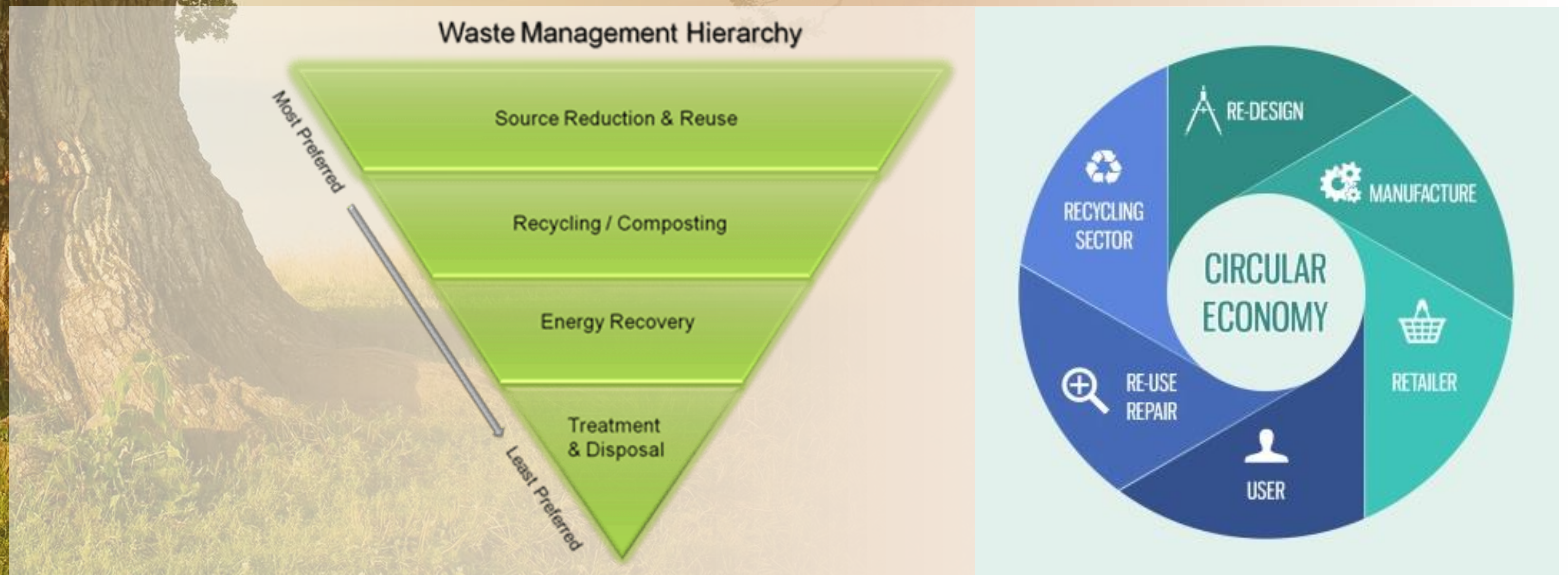 Waste Management Hierarchy
Most Preferred
Source Reduction & Reuse
Recycling / Composting
Energy Recovery
Treatment
& Disposal
Least Preferred
RE-DESIGN
MANUFACTURE
RETAILER
USER
RE-USE
REPAIR
RECYCLING
SECTOR
CIRCULAR
ECONOMY